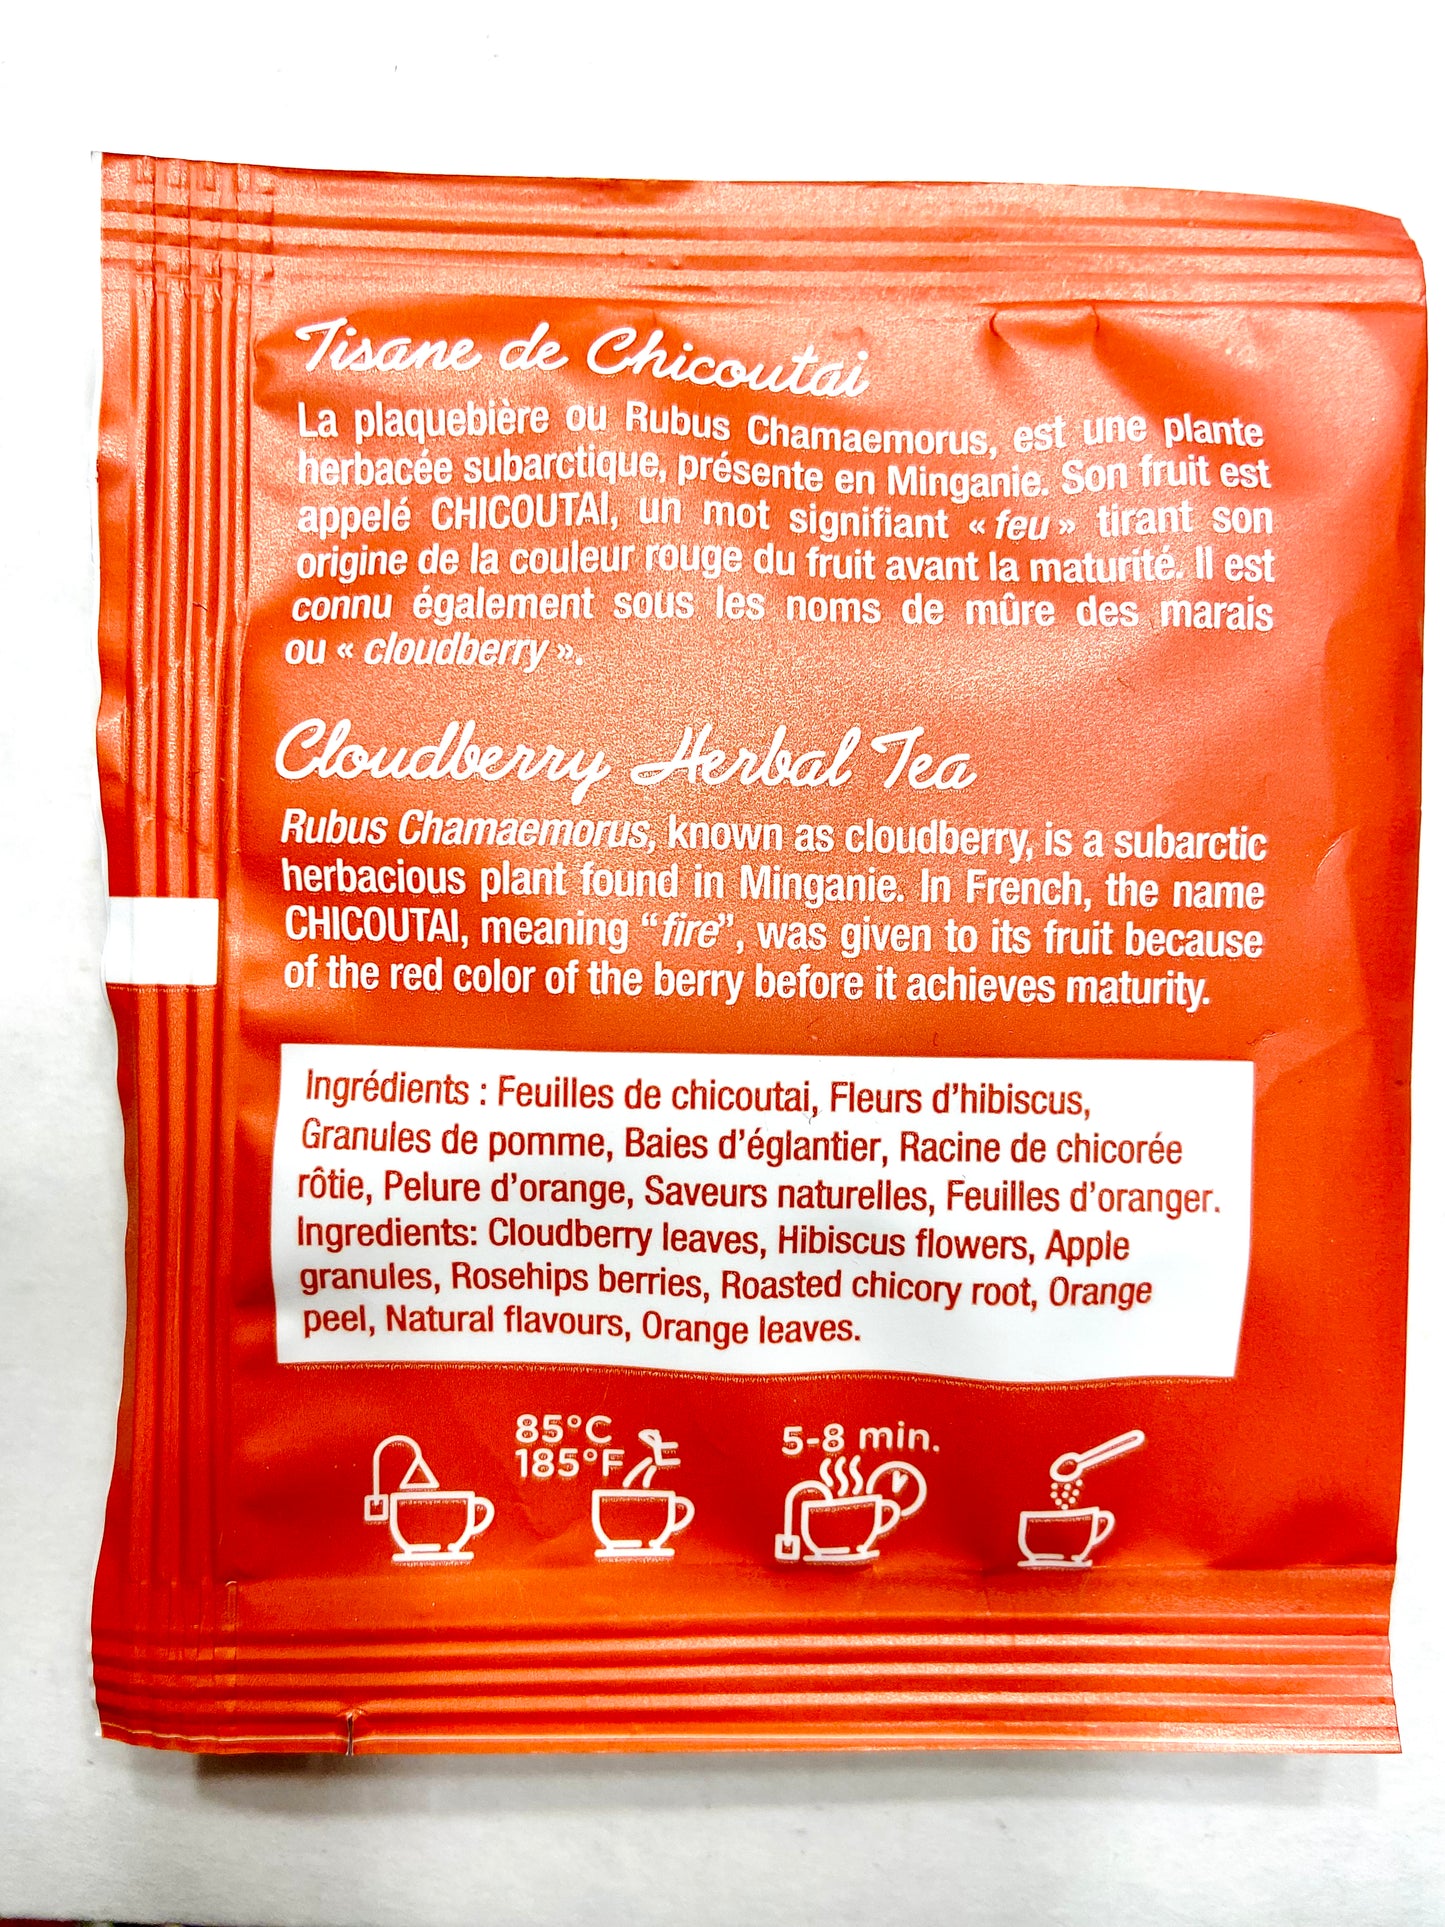 Tisane de Chicoutai
La plaquebière ou Rubus Chamaemorus, est une plante
herbacée subarctique, présente en Minganie. Son fruit est
appelé CHICOUTAI, un mot signifiant « feu » tirant son
origine de la couleur rouge du fruit avant la maturité. Il est
connu également sous les noms de mûre des marais
ou « cloudberry ».
Cloudberry Herbal Tea
Rubus Chamaemorus, known as cloudberry, is a subarctic
herbacious plant found in Minganie. In French, the name
CHICOUTAI, meaning “fire”, was given to its fruit because
of the red color of the berry before it achieves maturity.
Ingrédients : Feuilles de chicoutai, Fleurs d’hibiscus,
Granules de pomme, Baies d’églantier, Racine de chicorée
rôtie, Pelure d’orange, Saveurs naturelles, Feuilles d’oranger.
Ingredients: Cloudberry leaves, Hibiscus flowers, Apple
granules, Rosehips berries, Roasted chicory root, Orange
peel, Natural flavours, Orange leaves.
85°C
185°F
5-8 min.